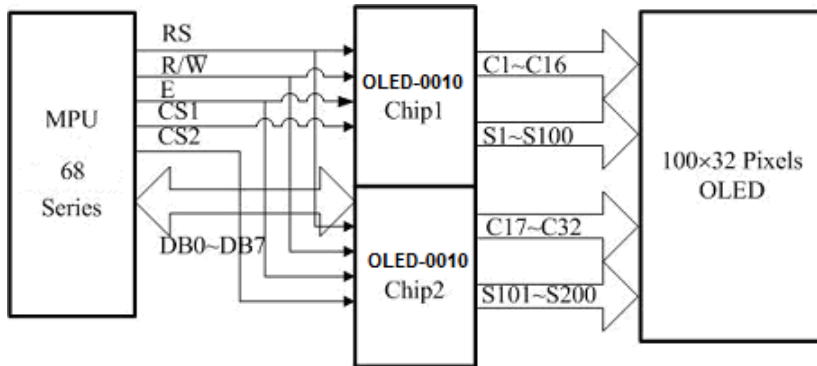 RS
R/W̅
E
CS1
CS2
MPU
68
Series
DB0~DB7
OLED-0010
Chip1
OLED-0010
Chip2
C1~C16
S1~S100
C17~C32
S101~S200
100×32 Pixels
OLED